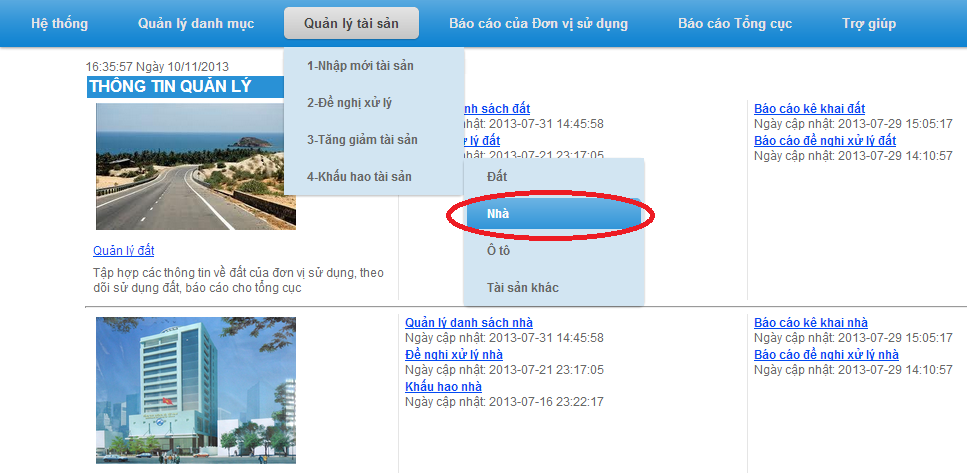 Hệ thống
Quản lý danh mục
Quản lý tài sản
Báo cáo của Đơn vị sử dụng
Báo cáo Tổng cục
Trợ giúp
1-Nhập mới tài sản
2-Đề nghị xử lý
3-Tăng giảm tài sản
4-Khấu hao tài sản
Đất
Nhà
Ô tô
Tài sản khác
16:35:57 Ngày 10/11/2013
THÔNG TIN QUẢN LÝ
Quản lý đất
Tập hợp các thông tin về đất của đơn vị sử dụng, theo
dõi sử dụng đất, báo cáo cho tổng cục
nh sách đất
nhật: 2013-07-31 14:45:58
lý đất
nhật: 2013-07-21 23:17:05
Báo cáo kê khai đất
Ngày cập nhật: 2013-07-29 15:05:17
Báo cáo đề nghị xử lý đất
Ngày cập nhật: 2013-07-29 14:10:57
Quản lý danh sách nhà
Ngày cập nhật: 2013-07-31 14:45:58
Đề nghị xử lý nhà
Ngày cập nhật: 2013-07-21 23:17:05
Khấu hao nhà
Ngày cập nhật: 2013-07-16 23:22:17
Báo cáo kê khai nhà
Ngày cập nhật: 2013-07-29 15:05:17
Báo cáo đề nghị xử lý nhà
Ngày cập nhật: 2013-07-29 14:10:57